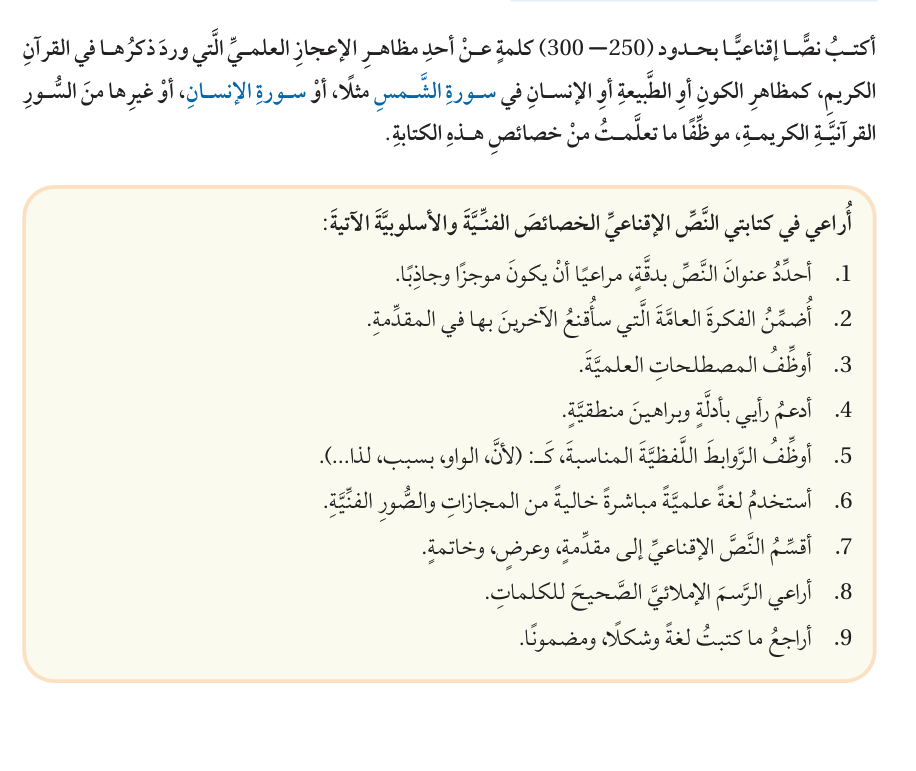 أكتبُ نصًّا إقناعيًّا بحدود (250– 300) كلمةٍ عنْ أحدِ مظاهرِ الإعجازِ العلميِّ الَّتي وردَ ذكرُها في القرآنِ
الكريمِ، كمظاهرِ الكونِ أوِ الطَّبيعةِ أوِ الإنسانِ في سورةِ الشَّمسِ مثلًا، أوْ سورةِ الإنسانِ، أوْ غيرِها منَ السُّورِ
القرآنيَّةِ الكريمةِ، موظِّفًا ما تعلَّمتُ منْ خصائصِ هذهِ الكتابةِ.
أُراعي في كتابتي النَّصِّ الإقناعيِّ الخصائصَ الفنِّيَّةَ والأسلوبيَّةَ الآتيةَ:
1. أحدِّدُ عنوانَ النَّصِّ بدقَّةٍ، مراعيًا أنْ يكونَ موجزًا وجاذِبًا.
2. أُضمِّنُ الفكرةَ العامَّةَ الَّتي سأُقنعُ الآخرينَ بها في المقدِّمةِ.
3. أوظِّفُ المصطلحاتِ العلميَّةَ.
4. أدعمُ رأيي بأدلَّةٍ وبراهينَ منطقيَّةٍ.
5. أوظِّفُ الرَّوابطَ اللَّفظيَّةَ المناسبةَ، كَـ: (لأنَّ، الواو، بسبب، لذا...).
6. أستخدمُ لغةً علميَّةً مباشرةً خاليةً من المجازاتِ والصُّورِ الفنِّيَّةِ.
7. أقسِّمُ النَّصَّ الإقناعيَّ إلى مقدِّمةٍ، وعرضٍ، وخاتمةٍ.
8. أراعي الرَّسمَ الإملائيَّ الصَّحيحَ للكلماتِ.
9. أراجعُ ما كتبتُ لغةً وشكلًا، ومضمونًا.